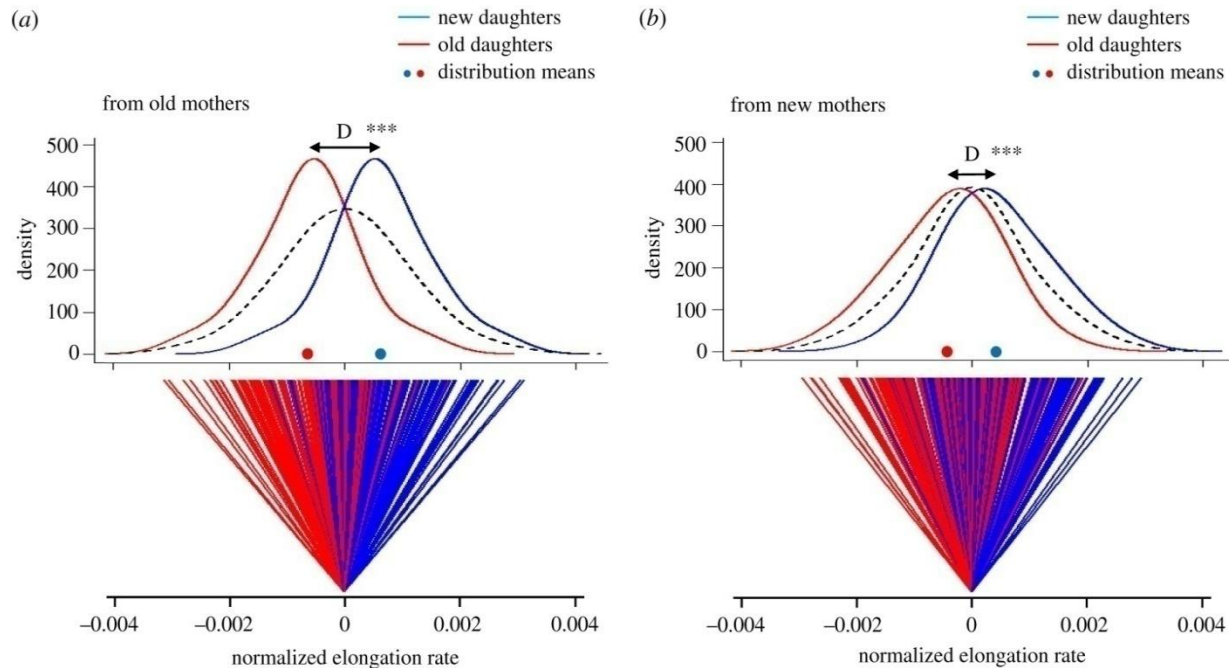 (a)
new daughters
old daughters
distribution means
from old mothers
D ***
500
400
300
200
100
0
density
−0.004 −0.002 0 0.002 0.004
normalized elongation rate
(b)
new daughters
old daughters
distribution means
from new mothers
D ***
500
400
300
200
100
0
density
−0.004 −0.002 0 0.002 0.004
normalized elongation rate